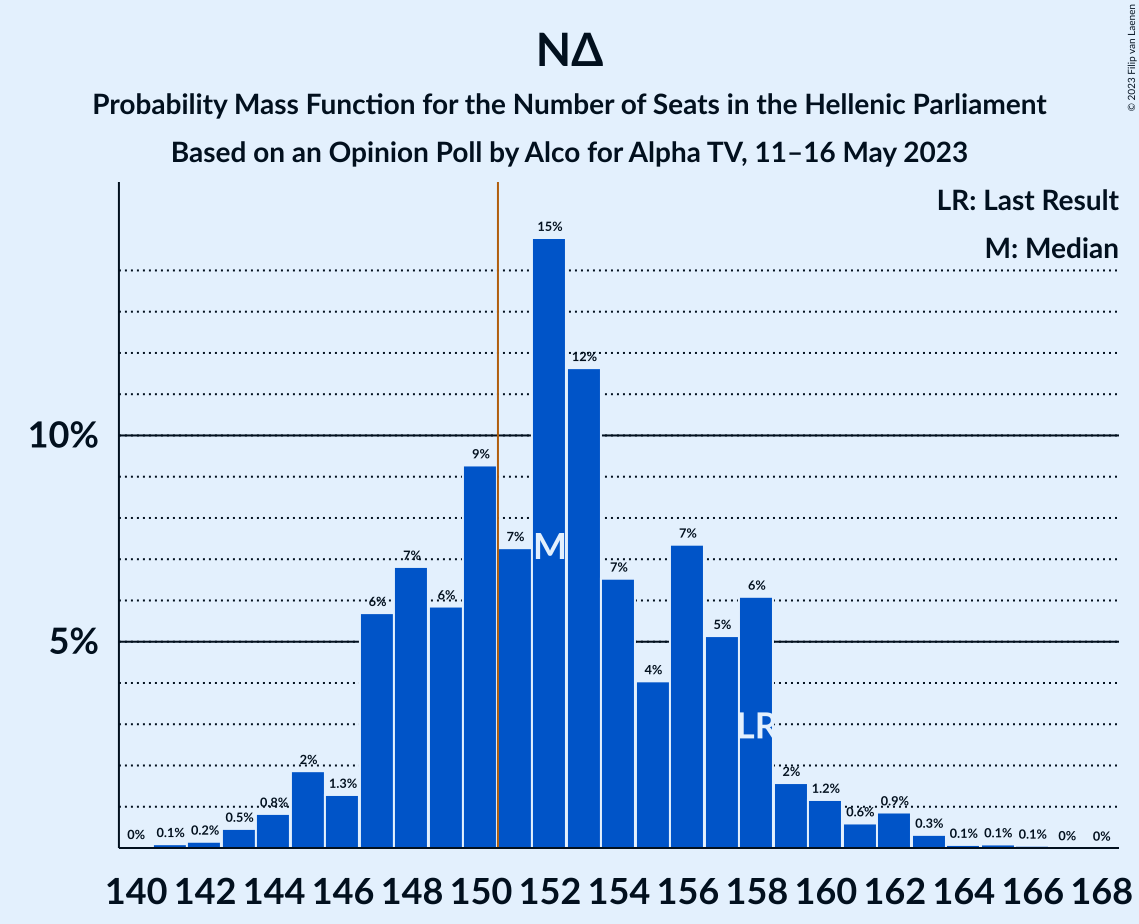 © 2023 Filip van Laenen
NΔ
Probability Mass Function for the Number of Seats in the Hellenic Parliament
Based on an Opinion Poll by Alco for Alpha TV, 11–16 May 2023
LR: Last Result
M: Median
10%
5%
0% 0.1% 0.2% 0.5% 0.8% 2% 1.3% 6% 7% 6% 9% 7% 15% 12% 7% 4% 7% 5% 6% 2% 1.2% 0.6% 0.9% 0.3% 0.1% 0.1% 0.1% 0% 0%
M
LR
140 142 144 146 148 150 152 154 156 158 160 162 164 166 168